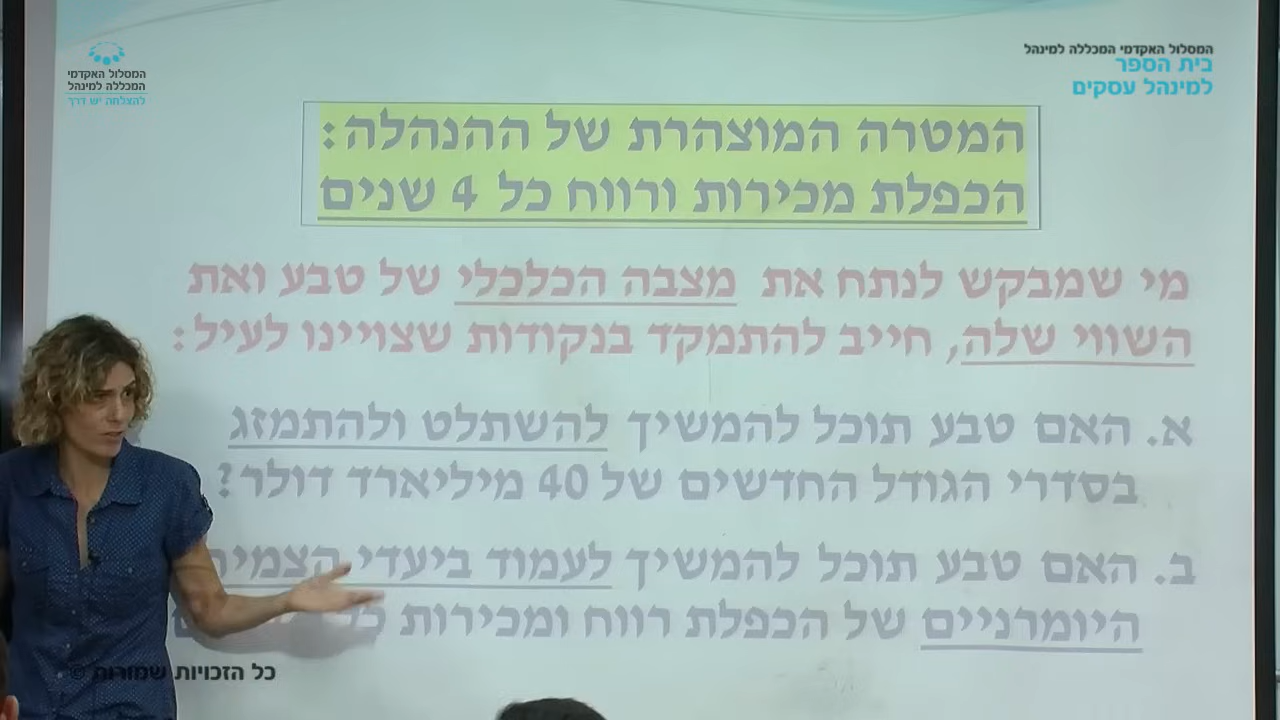 המסלול האקדמי המכללה למינהל
בית הספר
למינהל עסקים
המסלול האקדמי
המכללה למינהל
להצלחה יש דרך
המטרה המוצהרת של ההנהלה:
הכפלת מכירות ורווח כל 4 שנים
מי שמבקש לנתח את מצבה הכלכלי של טבע ואת
השווי שלה, חייב להתמקד בנקודות שצויינו לעיל:
א. האם טבע תוכל להמשיך להשתלט ולהתמזג
בסדרי הגודל החדשים של 40 מיליארד דולר?
ב. האם טבע תוכל להמשיך לעמוד ביעדי
היומרניים של הכפלת רווח ומכירות
כל הזכויות שמורות ©